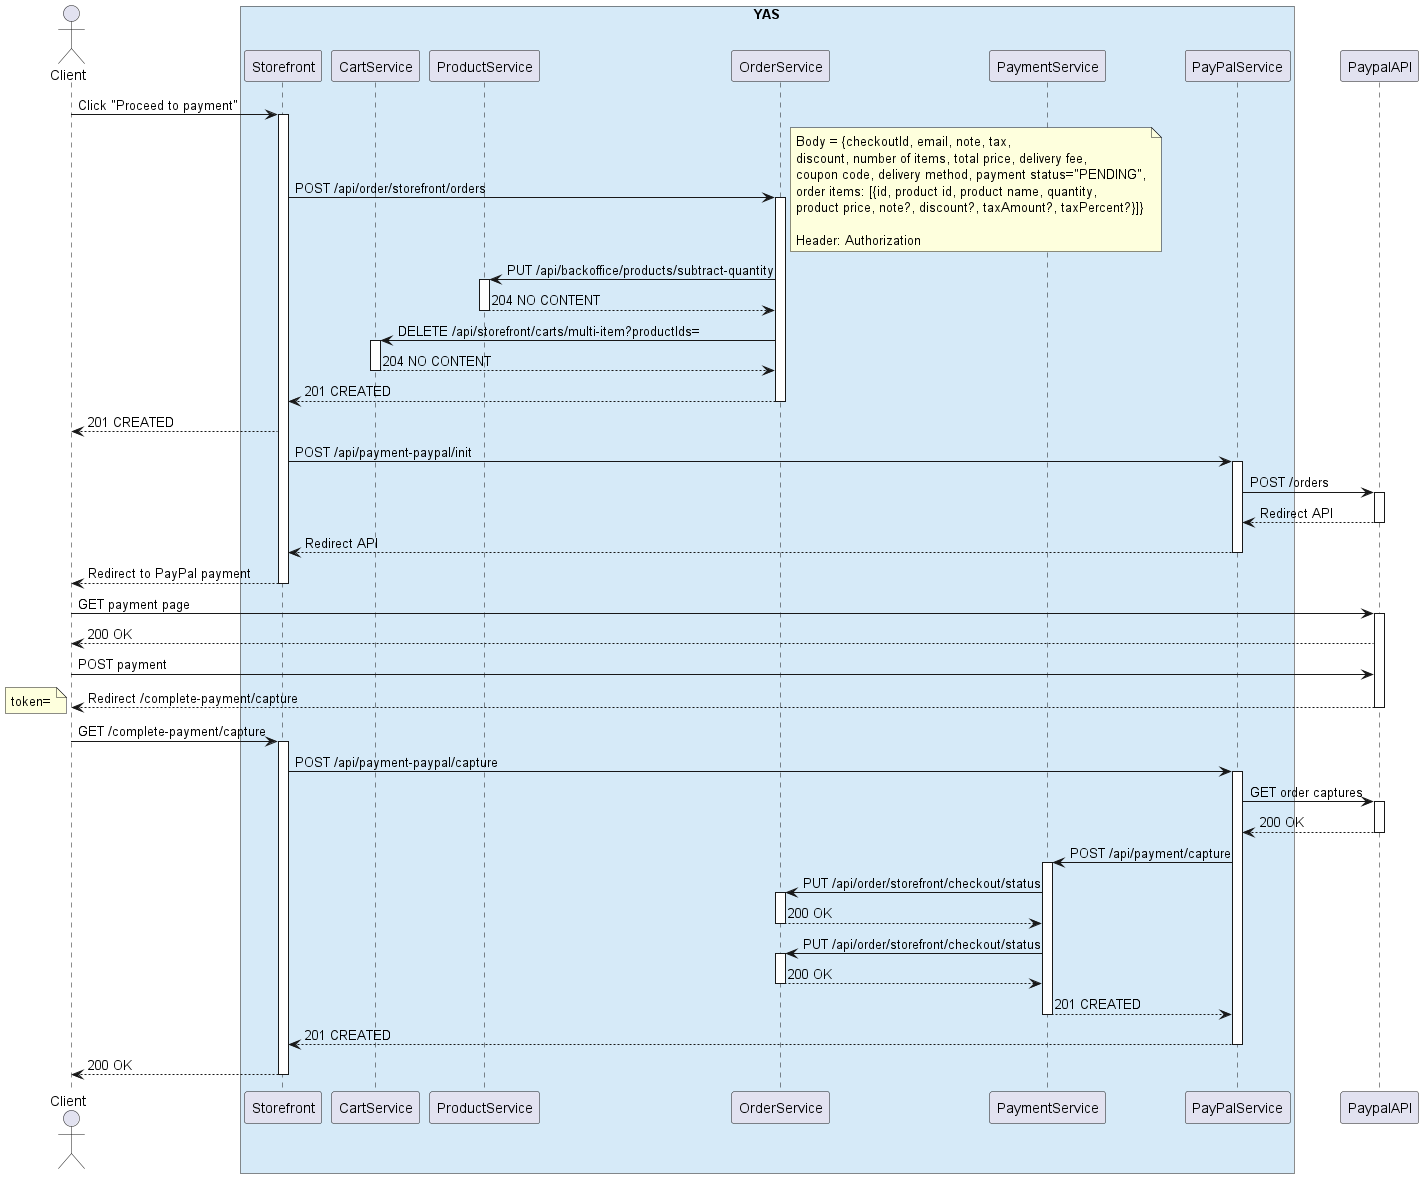 YAS
Client
Storefront
CartService
ProductService
OrderService
PaymentService
PayPalService
PaypalAPI
Click "Proceed to payment"
Body = {checkoutId, email, note, tax,
discount, number of items, total price, delivery fee,
coupon code, delivery method, payment status="PENDING",
order items: [{id, product id, product name, quantity,
product price, note?, discount?, taxAmount?, taxPercent?}]}
Header: Authorization
POST /api/order/storefront/orders
PUT /api/backoffice/products/subtract-quantity
204 NO CONTENT
DELETE /api/storefront/carts/multi-item?productIds=
204 NO CONTENT
201 CREATED
201 CREATED
POST /api/payment-paypal/init
POST /orders
Redirect API
Redirect API
Redirect to PayPal payment
GET payment page
200 OK
POST payment
token=
Redirect /complete-payment/capture
GET /complete-payment/capture
POST /api/payment-paypal/capture
GET order captures
200 OK
POST /api/payment/capture
PUT /api/order/storefront/checkout/status
200 OK
PUT /api/order/storefront/checkout/status
200 OK
201 CREATED
201 CREATED
200 OK
Client
Storefront
CartService
ProductService
OrderService
PaymentService
PayPalService
PaypalAPI